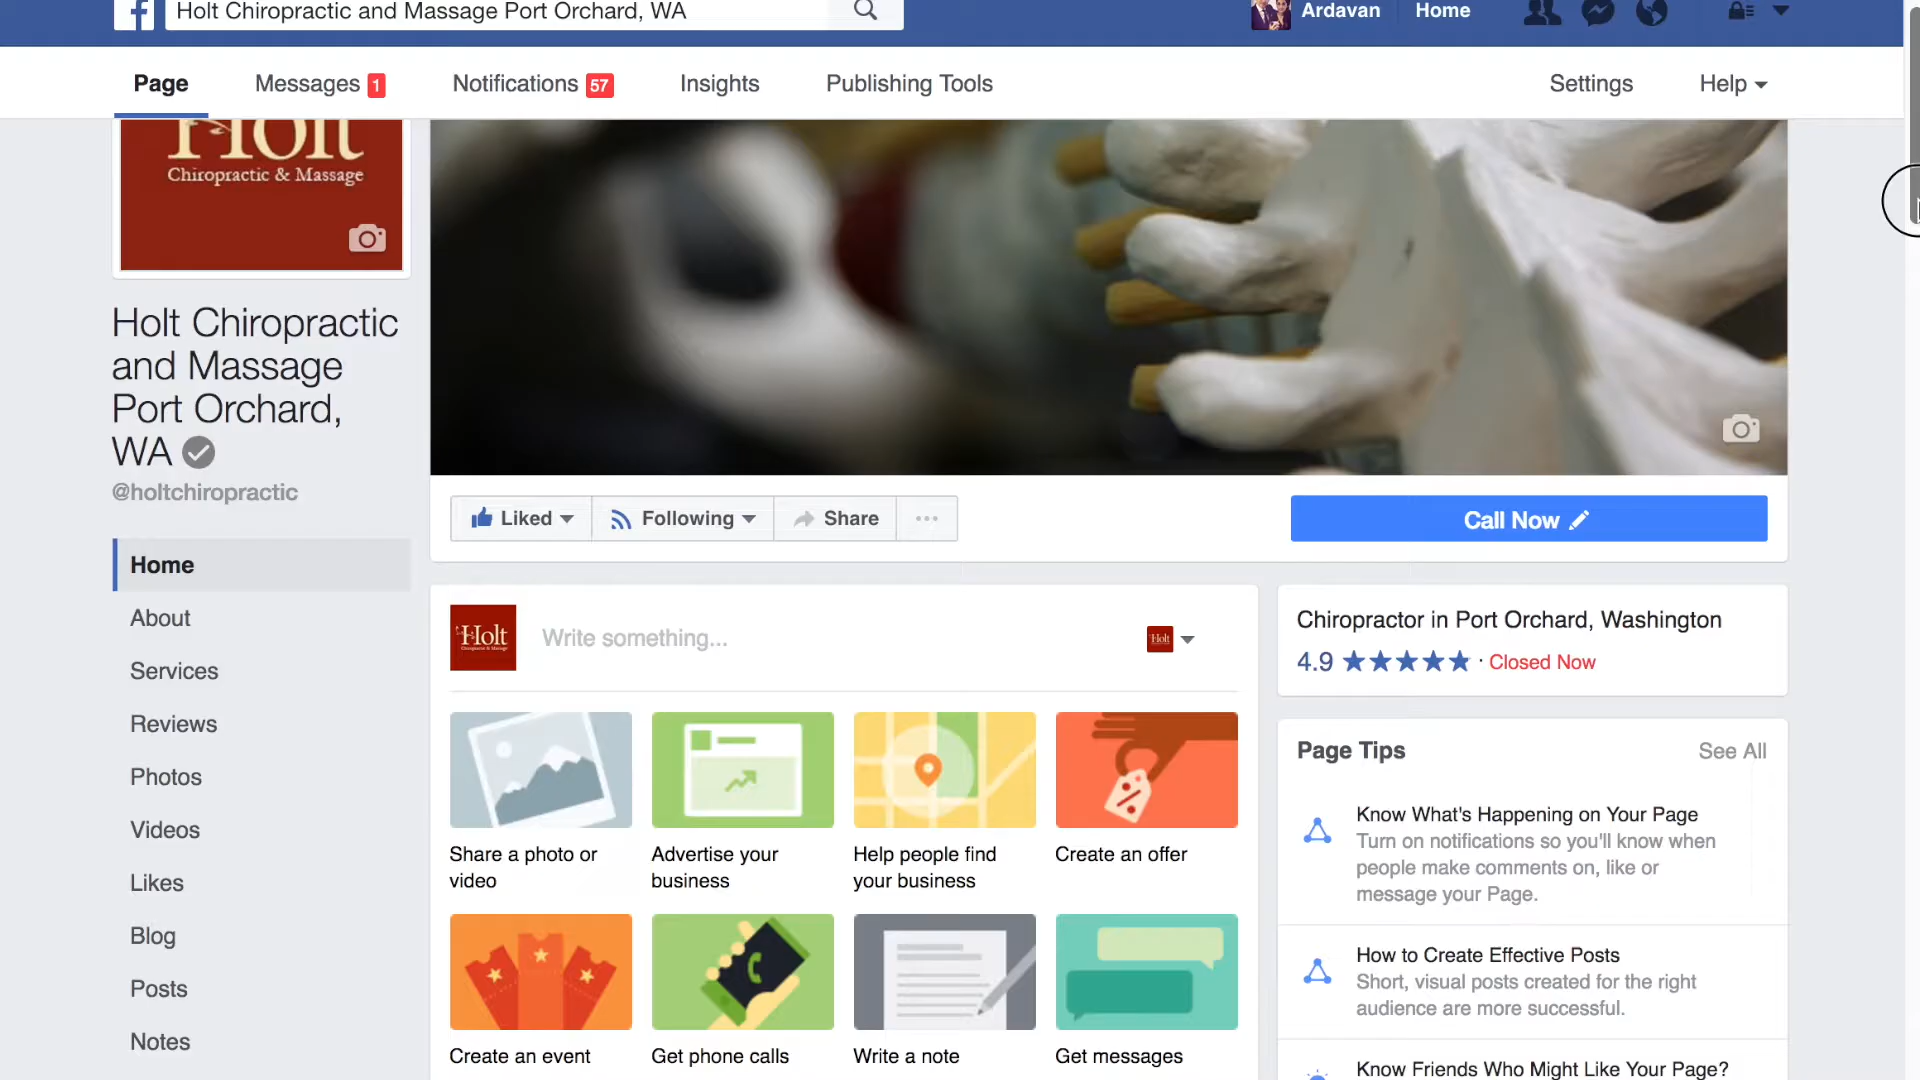 Holt Chiropractic and Massage Port Orchard, WA
Ardavan
Home
Page
Messages 1
Notifications 57
Insights
Publishing Tools
Settings
Help
Holt
Chiropractic & Massage
Holt Chiropractic
and Massage
Port Orchard,
WA
@holtchiropractic
Home
About
Services
Reviews
Photos
Videos
Likes
Blog
Posts
Notes
Liked
Following
Share
Call Now
Holt
Chiropractic & Massage
Write something...
Holt
Share a photo or
video
Advertise your
business
Help people find
your business
Create an offer
Create an event
Get phone calls
Write a note
Get messages
Chiropractor in Port Orchard, Washington
4.9 ★★★★★ · Closed Now
Page Tips
See All
Know What's Happening on Your Page
Turn on notifications so you'll know when
people make comments on, like or
message your Page.
How to Create Effective Posts
Short, visual posts created for the right
audience are more successful.
Know Friends Who Might Like Your Page?